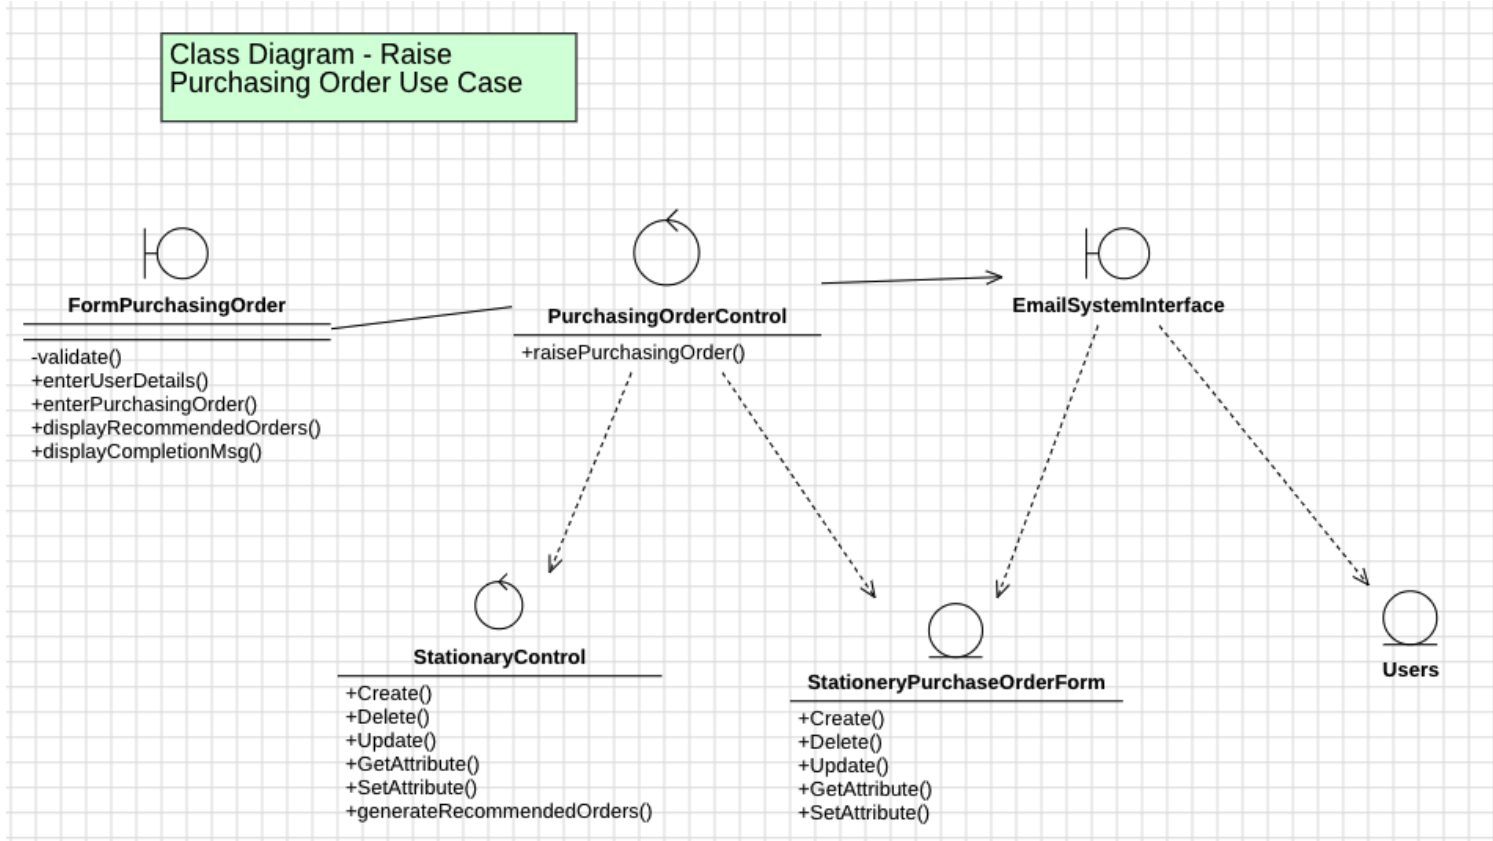 Class Diagram - Raise
Purchasing Order Use Case
FormPurchasingOrder
-validate()
+enterUserDetails()
+enterPurchasingOrder()
+displayRecommendedOrders()
+displayCompletionMsg()
PurchasingOrderControl
+raisePurchasingOrder()
EmailSystemInterface
StationaryControl
+Create()
+Delete()
+Update()
+GetAttribute()
+SetAttribute()
+generateRecommendedOrders()
StationeryPurchaseOrderForm
+Create()
+Delete()
+Update()
+GetAttribute()
+SetAttribute()
Users